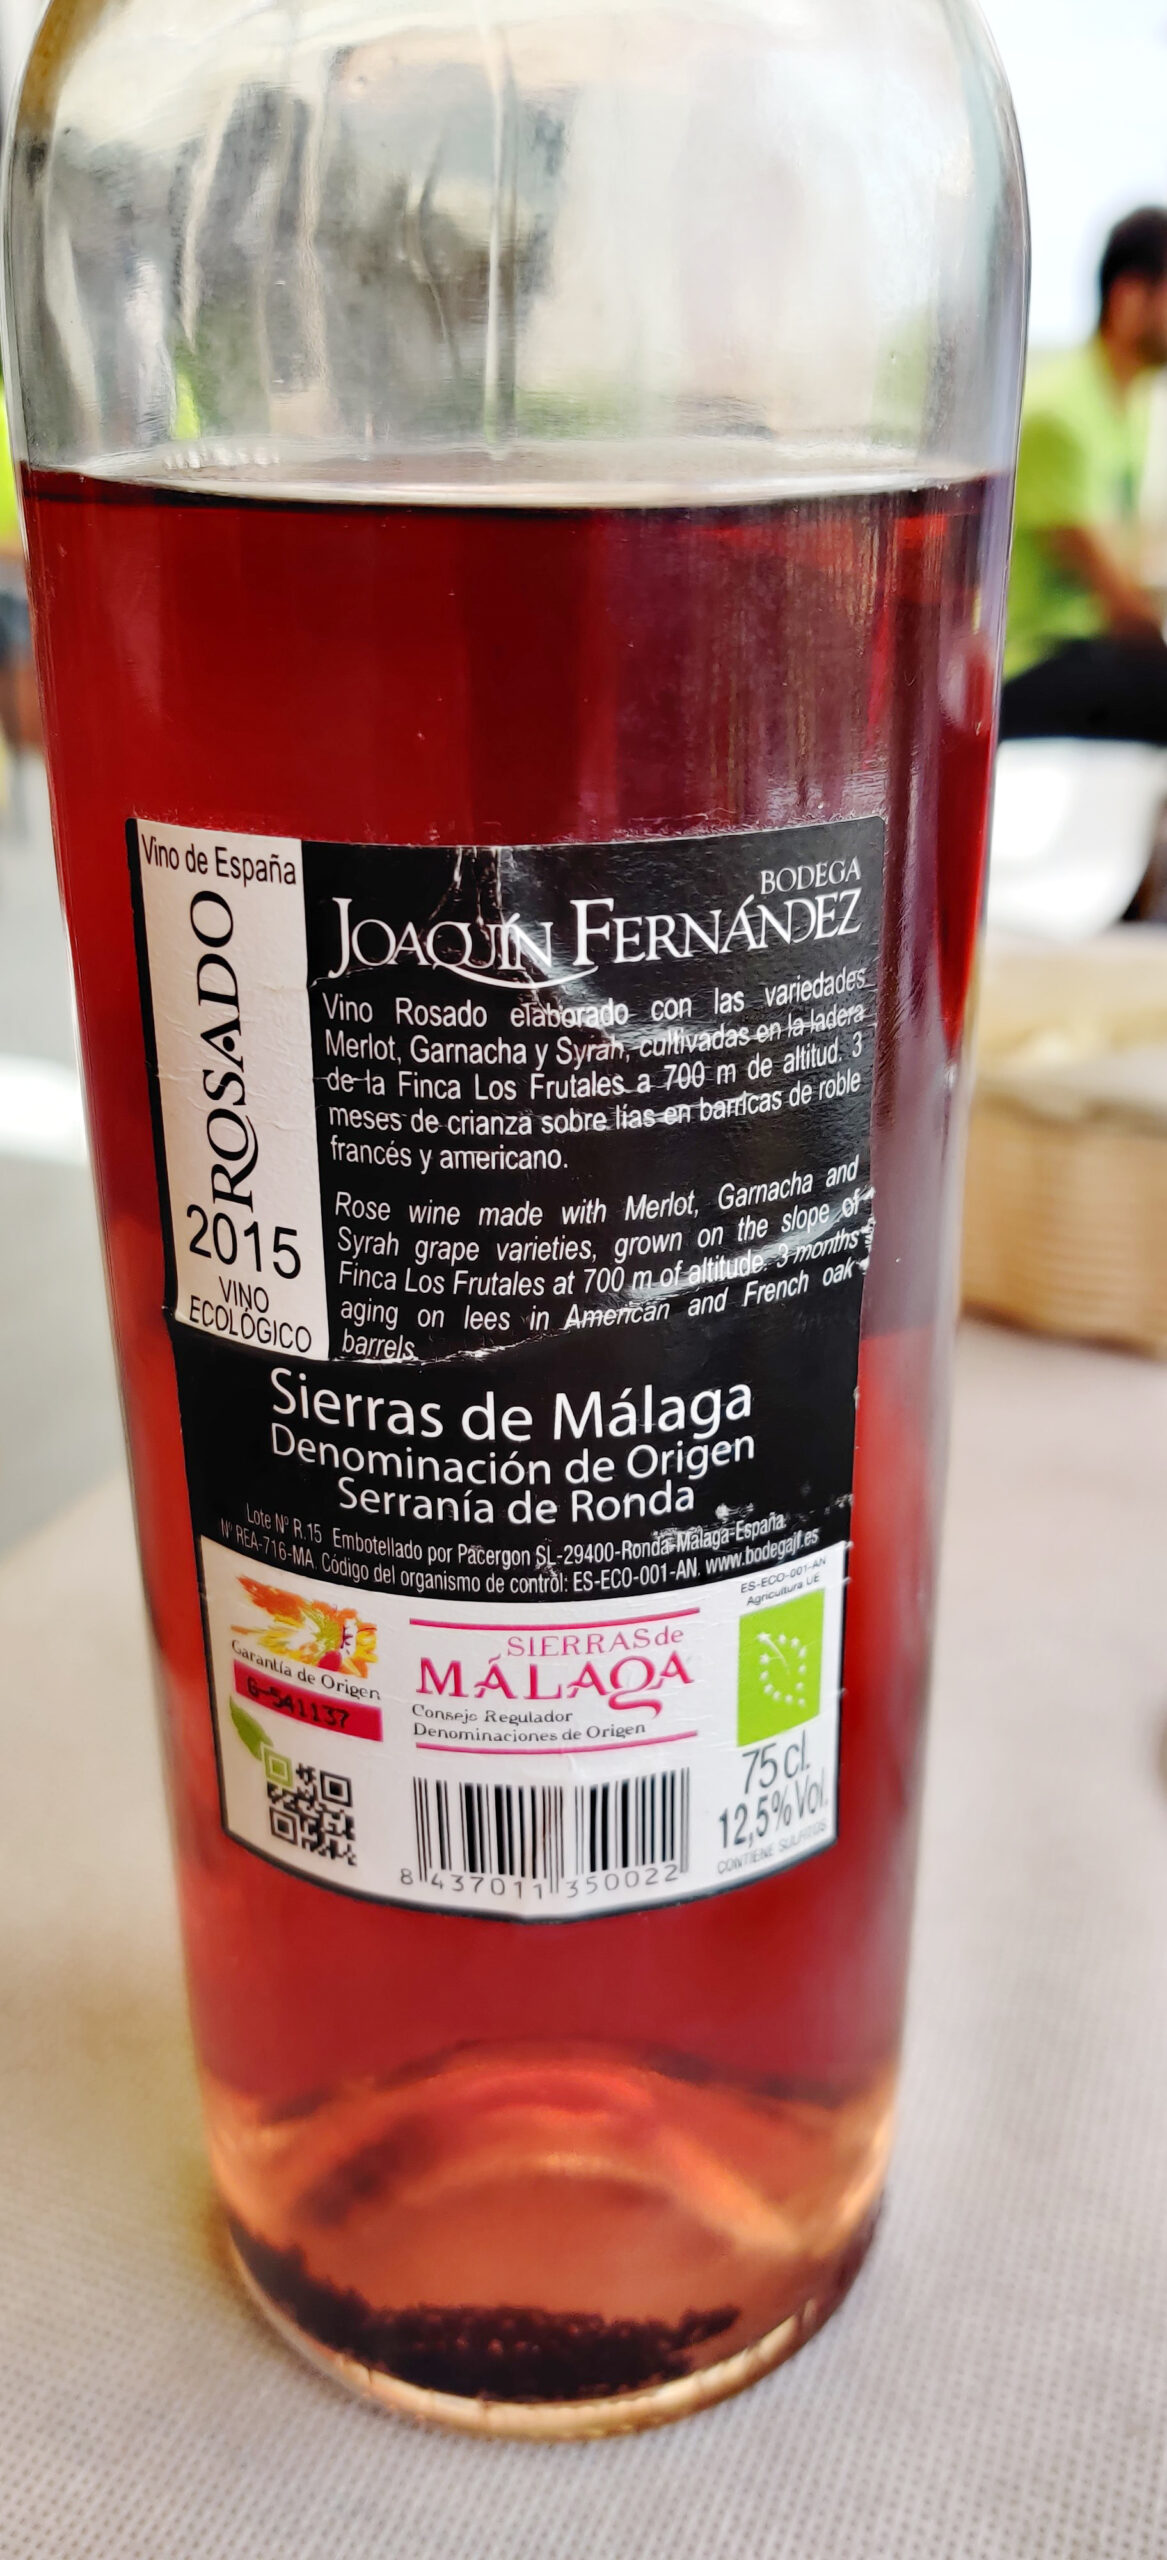 Vino de España
ROSADO
2015
VINO
ECOLÓGICO
BODEGA
JOAQUÍN FERNÁNDEZ
Vino Rosado elaborado con las variedades
Merlot, Garnacha y Syrah, cultivadas en la ladera
de la Finca Los Frutales a 700 m de altitud. 3
meses de crianza sobre lías en barricas de roble
francés y americano.
Rose wine made with Merlot, Garnacha and
Syrah grape varieties, grown on the slope of
Finca Los Frutales at 700 m of altitude. 3 months
aging on lees in American and French oak
barrels.
Sierras de Málaga
Denominación de Origen
Serranía de Ronda
Lote Nº R.15 Embotellado por Pacergon SL-29400-Ronda-Málaga-España.
Nº REA-716-MA. Código del organismo de control: ES-ECO-001-AN. www.bodegajf.es
Garantía de Origen
G-541137
SIERRAS de
MÁLAGA
Consejo Regulador
Denominaciones de Origen
ES-ECO-001-AN
Agricultura UE
75 cl.
12,5% Vol.
CONTIENE SULFITOS
8 437011 350022